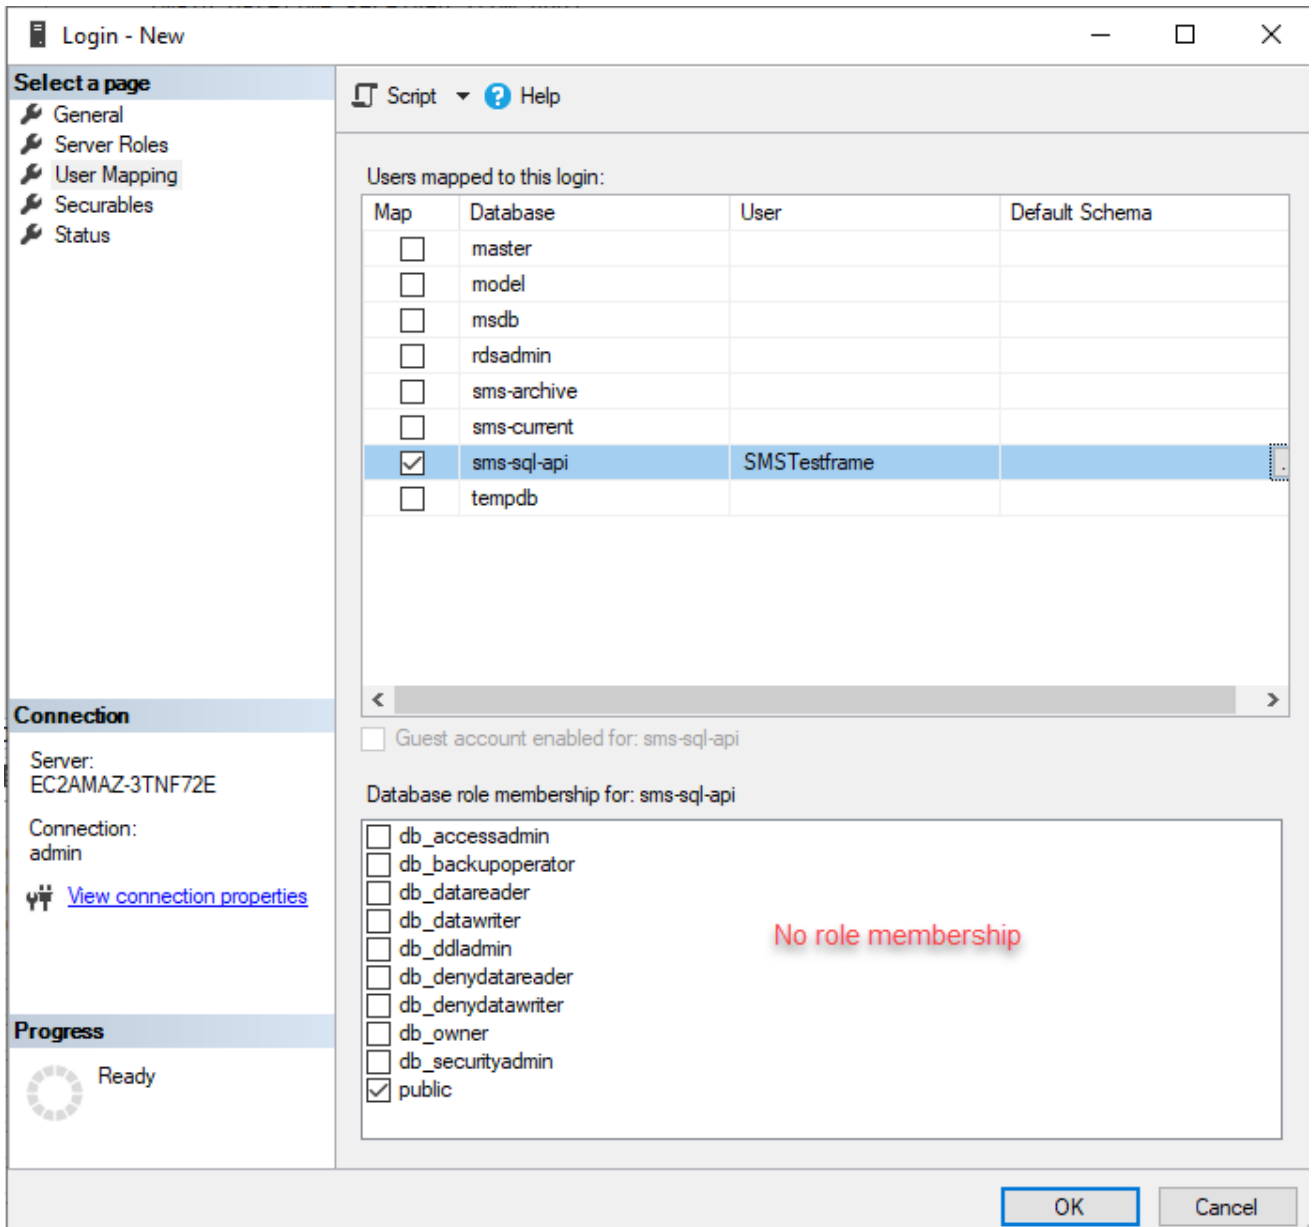 Login - New
Select a page
General
Server Roles
User Mapping
Securables
Status
Script
Help
Users mapped to this login:
Map Database User Default Schema
master
model
msdb
rdsadmin
sms-archive
sms-current
sms-sql-api SMSTestframe
tempdb
Guest account enabled for: sms-sql-api
Connection
Server:
EC2AMAZ-3TNF72E
Connection:
admin
View connection properties
Database role membership for: sms-sql-api
db_accessadmin
db_backupoperator
db_datareader
db_datawriter
db_ddladmin
db_denydatareader
db_denydatawriter
db_owner
db_securityadmin
public
No role membership
Progress
Ready
OK
Cancel